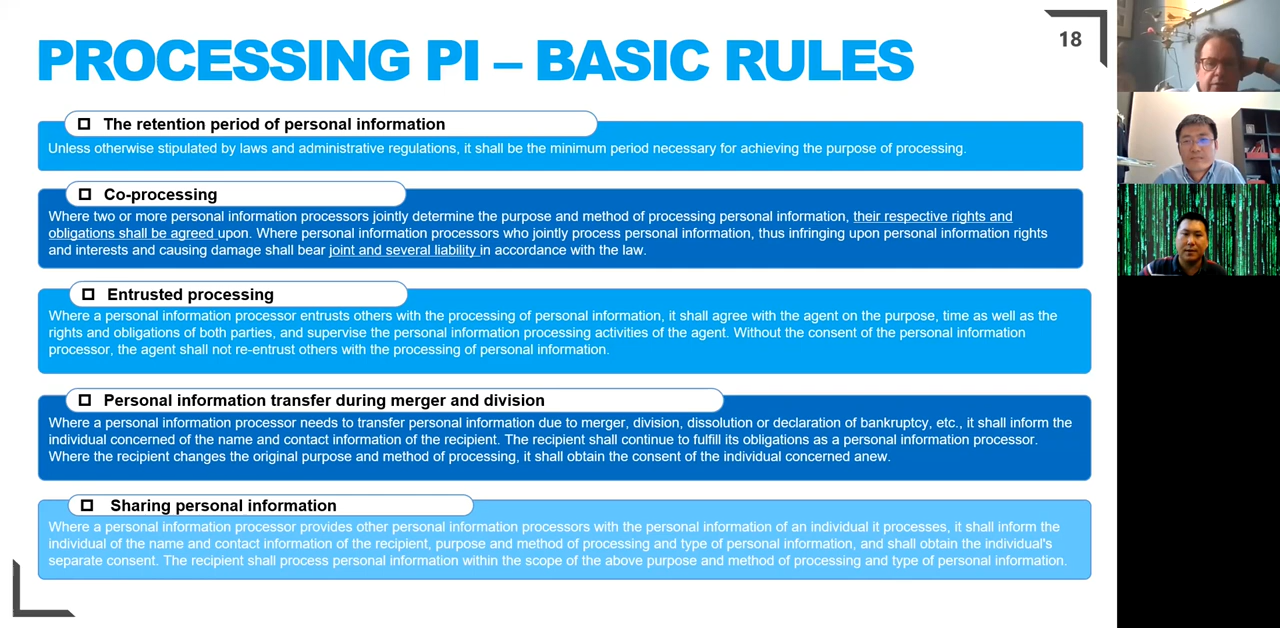 18
PROCESSING PI – BASIC RULES
The retention period of personal information
Unless otherwise stipulated by laws and administrative regulations, it shall be the minimum period necessary for achieving the purpose of processing.
Co-processing
Where two or more personal information processors jointly determine the purpose and method of processing personal information, their respective rights and
obligations shall be agreed upon. Where personal information processors who jointly process personal information, thus infringing upon personal information rights
and interests and causing damage shall bear joint and several liability in accordance with the law.
Entrusted processing
Where a personal information processor entrusts others with the processing of personal information, it shall agree with the agent on the purpose, time as well as the
rights and obligations of both parties, and supervise the personal information processing activities of the agent. Without the consent of the personal information
processor, the agent shall not re-entrust others with the processing of personal information.
Personal information transfer during merger and division
Where a personal information processor needs to transfer personal information due to merger, division, dissolution or declaration of bankruptcy, etc., it shall inform the
individual concerned of the name and contact information of the recipient. The recipient shall continue to fulfill its obligations as a personal information processor.
Where the recipient changes the original purpose and method of processing, it shall obtain the consent of the individual concerned anew.
Sharing personal information
Where a personal information processor provides other personal information processors with the personal information of an individual it processes, it shall inform the
individual of the name and contact information of the recipient, purpose and method of processing and type of personal information, and shall obtain the individual's
separate consent. The recipient shall process personal information within the scope of the above purpose and method of processing and type of personal information.